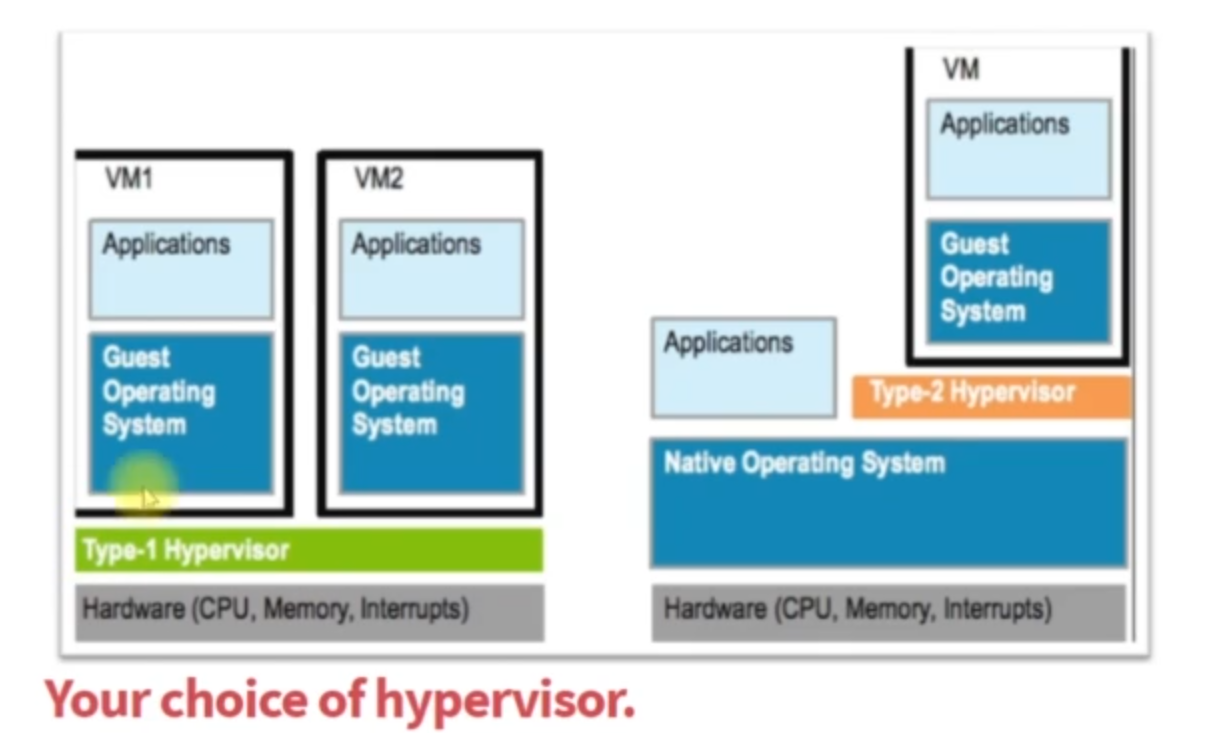 VM1
Applications
Guest
Operating
System
VM2
Applications
Guest
Operating
System
Type-1 Hypervisor
Hardware (CPU, Memory, Interrupts)
VM
Applications
Guest
Operating
System
Applications
Type-2 Hypervisor
Native Operating System
Hardware (CPU, Memory, Interrupts)
Your choice of hypervisor.